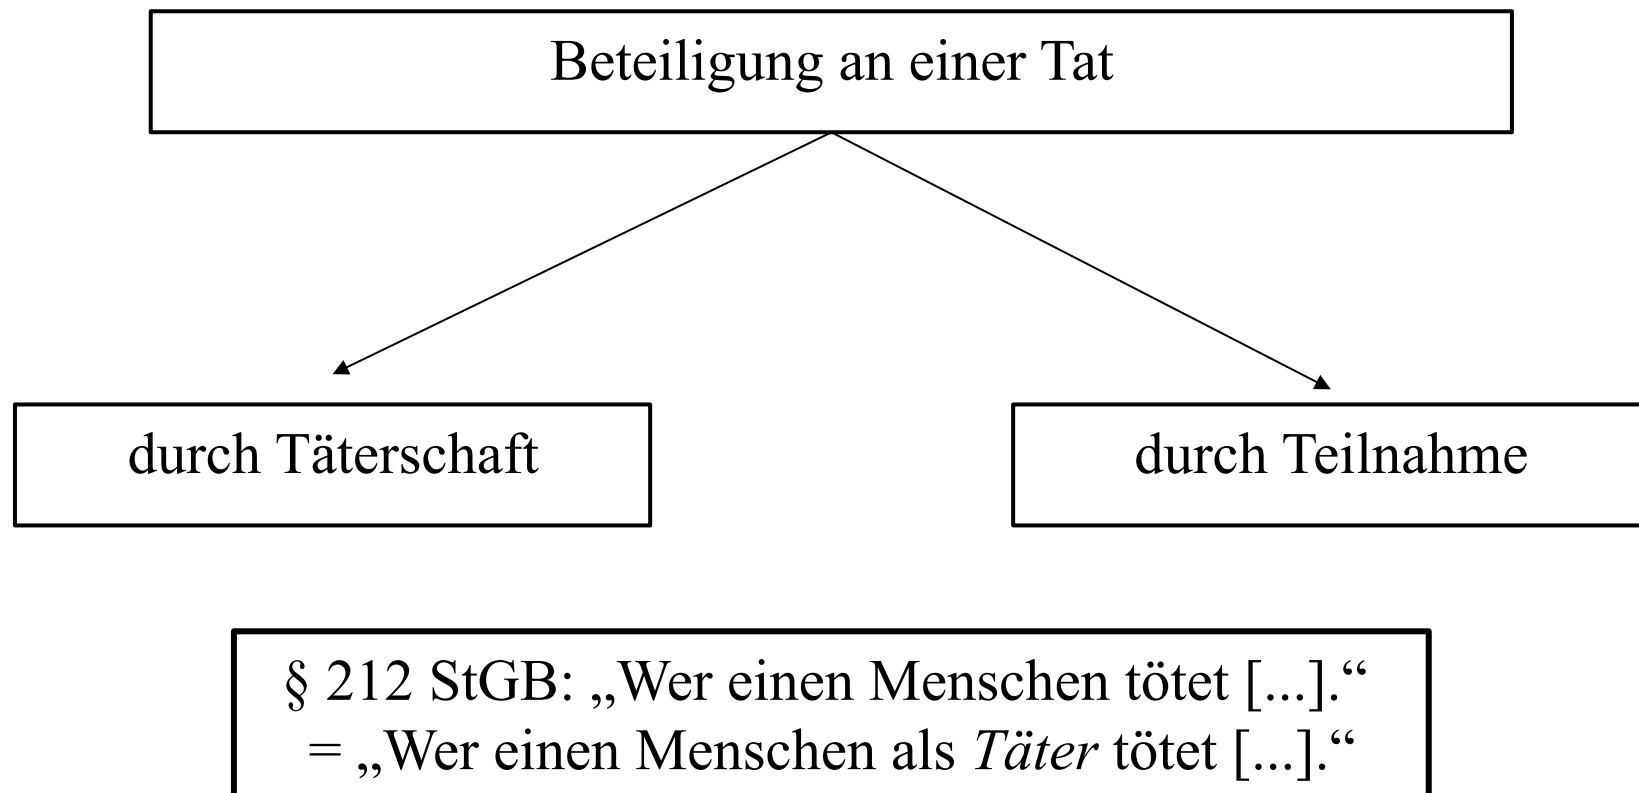 Beteiligung an einer Tat
durch Täterschaft
durch Teilnahme
§ 212 StGB: „Wer einen Menschen tötet [...].“
= „Wer einen Menschen als Täter tötet [...].“